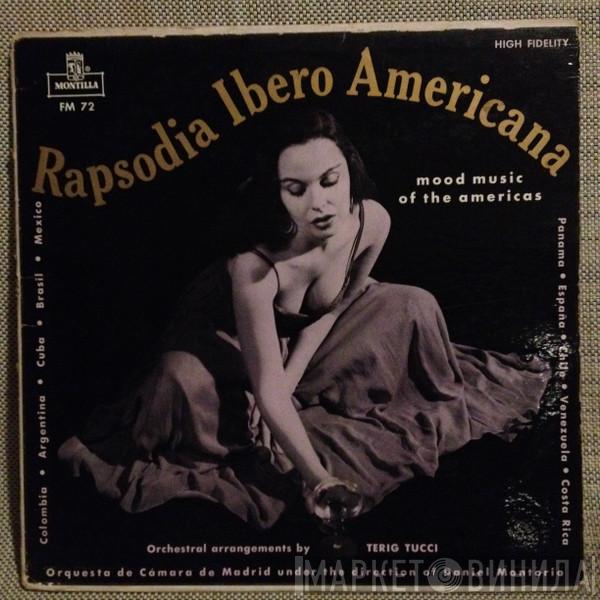 HIGH FIDELITY
MONTILLA ®
FM 72
Rapsodia Ibero Americana
mood music
of the americas
Colombia • Argentina • Cuba • Brasil • Mexico
Panama • España • Chile • Venezuela • Costa Rica
Orchestral arrangements by TERIG TUCCI
Orquesta de Cámara de Madrid under the direction of Daniel Montorio
МАРКЕТ ВИНИЛА